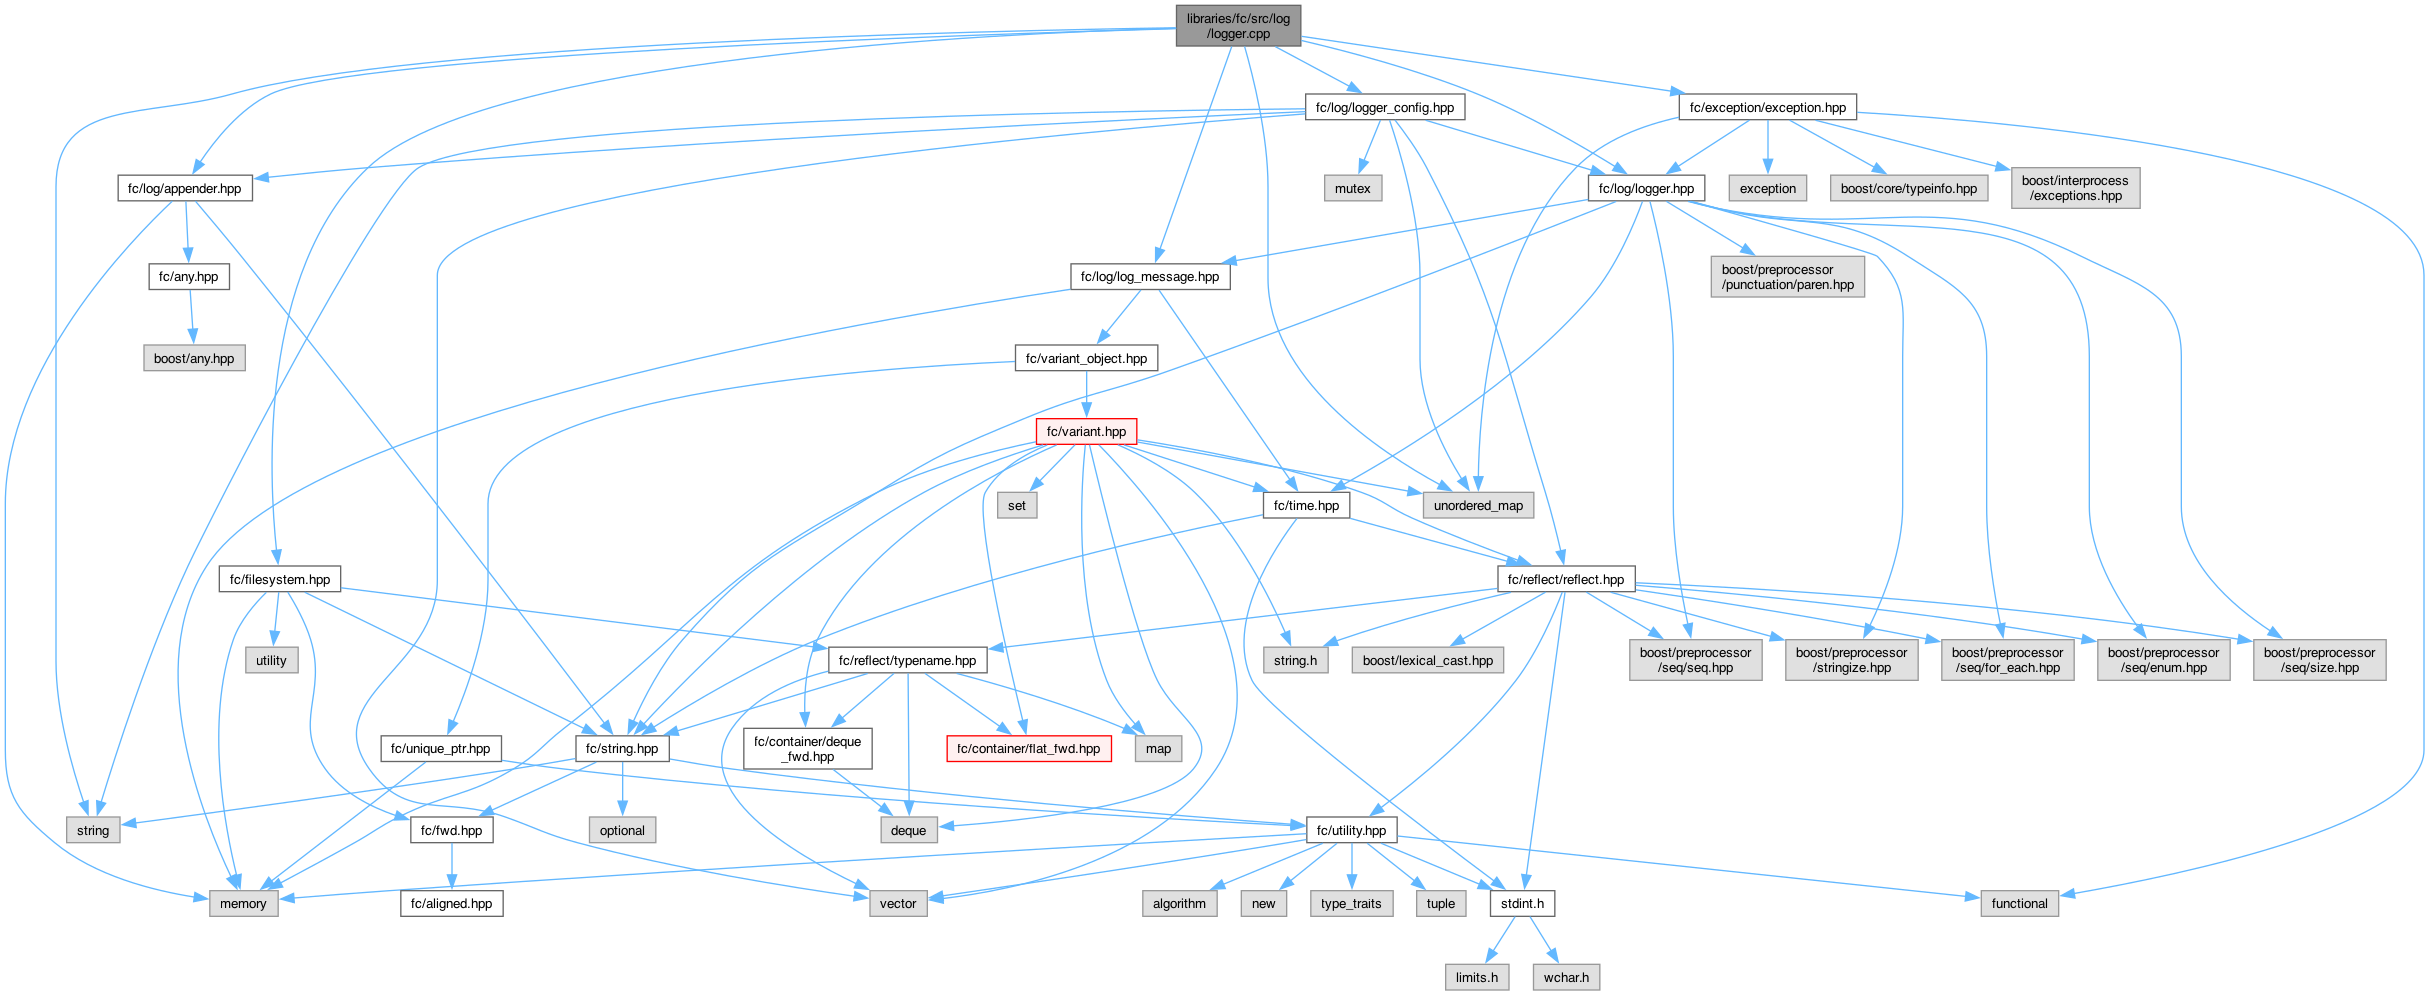 libraries/fc/src/log
/logger.cpp
fc/log/logger_config.hpp
fc/exception/exception.hpp
fc/log/appender.hpp
mutex
fc/log/logger.hpp
exception
boost/core/typeinfo.hpp
boost/interprocess
/exceptions.hpp
fc/any.hpp
fc/log/log_message.hpp
boost/preprocessor
/punctuation/paren.hpp
boost/any.hpp
fc/variant_object.hpp
fc/variant.hpp
set
fc/time.hpp
unordered_map
fc/filesystem.hpp
fc/reflect/reflect.hpp
utility
fc/reflect/typename.hpp
string.h
boost/lexical_cast.hpp
boost/preprocessor
/seq/seq.hpp
boost/preprocessor
/stringize.hpp
boost/preprocessor
/seq/for_each.hpp
boost/preprocessor
/seq/enum.hpp
boost/preprocessor
/seq/size.hpp
fc/unique_ptr.hpp
fc/string.hpp
fc/container/deque
_fwd.hpp
fc/container/flat_fwd.hpp
map
string
fc/fwd.hpp
optional
deque
fc/utility.hpp
memory
fc/aligned.hpp
vector
algorithm
new
type_traits
tuple
stdint.h
functional
limits.h
wchar.h